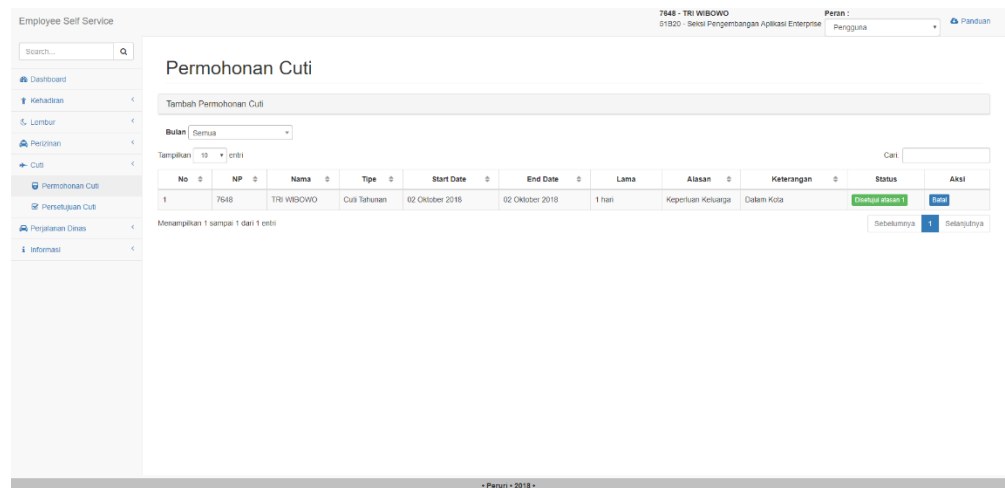 Employee Self Service
7648 - TRI WIBOWO
51B20 - Seksi Pengembangan Aplikasi Enterprise
Peran :
Pengguna
Panduan
Search...
Dashboard
Kehadiran
Lembur
Perizinan
Cuti
Permohonan Cuti
Persetujuan Cuti
Perjalanan Dinas
Informasi
Permohonan Cuti
Tambah Permohonan Cuti
Bulan Semua
Tampilkan 10 entri
Cari:
No NP Nama Tipe Start Date End Date Lama Alasan Keterangan Status Aksi
1 7648 TRI WIBOWO Cuti Tahunan 02 Oktober 2018 02 Oktober 2018 1 hari Keperluan Keluarga Dalam Kota Disetujui atasan 1 Batal
Menampilkan 1 sampai 1 dari 1 entri
Sebelumnya 1 Selanjutnya
• Peruri • 2018 •